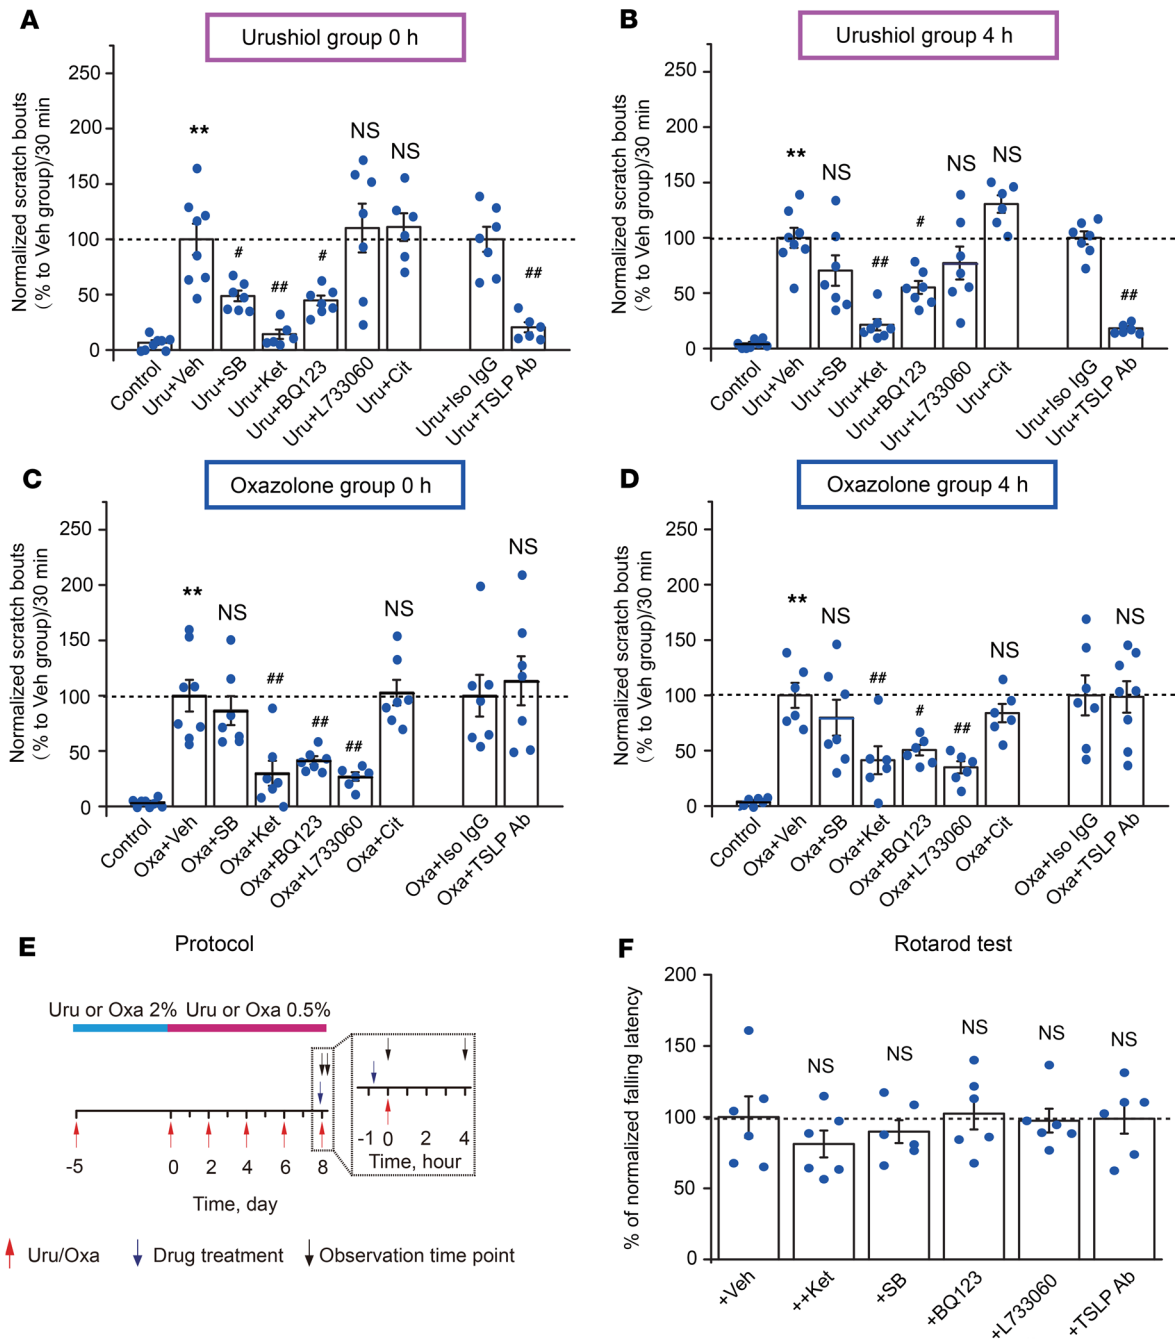 A
Urushiol group 0 h
Normalized scratch bouts
(% to Veh group)/30 min
250
200
150
100
50
0
**
#
##
#
NS
NS
##
Control
Uru+Veh
Uru+SB
Uru+Ket
Uru+BQ123
Uru+L733060
Uru+Cit
Uru+Iso IgG
Uru+TSLP Ab
B
Urushiol group 4 h
Normalized scratch bouts
(% to Veh group)/30 min
250
200
150
100
50
0
**
NS
##
#
NS
NS
##
Control
Uru+Veh
Uru+SB
Uru+Ket
Uru+BQ123
Uru+L733060
Uru+Cit
Uru+Iso IgG
Uru+TSLP Ab
C
Oxazolone group 0 h
Normalized scratch bouts
(% to Veh group)/30 min
250
200
150
100
50
0
**
NS
##
##
##
NS
NS
Control
Oxa+Veh
Oxa+SB
Oxa+Ket
Oxa+BQ123
Oxa+L733060
Oxa+Cit
Oxa+Iso IgG
Oxa+TSLP Ab
D
Oxazolone group 4 h
Normalized scratch bouts
(% to Veh group)/30 min
250
200
150
100
50
0
**
NS
##
#
##
NS
NS
Control
Oxa+Veh
Oxa+SB
Oxa+Ket
Oxa+BQ123
Oxa+L733060
Oxa+Cit
Oxa+Iso IgG
Oxa+TSLP Ab
E
Protocol
Uru or Oxa 2% Uru or Oxa 0.5%
-5 0 2 4 6 8
Time, day
-1 0 2 4
Time, hour
Uru/Oxa
Drug treatment
Observation time point
F
Rotarod test
% of normalized falling latency
200
150
100
50
0
NS
NS
NS
NS
NS
+Veh
++Ket
+SB
+BQ123
+L733060
+TSLP Ab